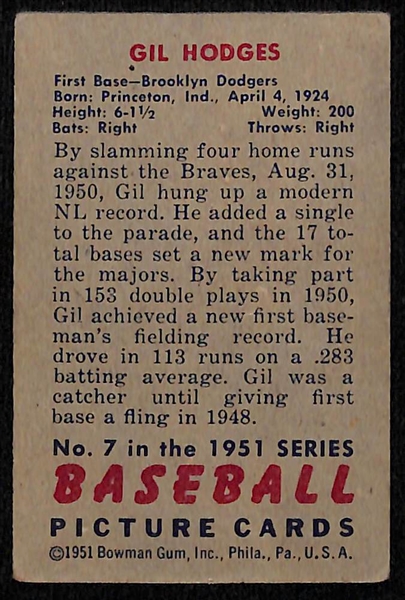 GIL HODGES
First Base—Brooklyn Dodgers
Born: Princeton, Ind., April 4, 1924
Height: 6-1½ Weight: 200
Bats: Right Throws: Right
By slamming four home runs
against the Braves, Aug. 31,
1950, Gil hung up a modern
NL record. He added a single
to the parade, and the 17 to-
tal bases set a new mark for
the majors. By taking part
in 153 double plays in 1950,
Gil achieved a new first base-
man's fielding record. He
drove in 113 runs on a .283
batting average. Gil was a
catcher until giving first
base a fling in 1948.
No. 7 in the 1951 SERIES
BASEBALL
PICTURE CARDS
©1951 Bowman Gum, Inc., Phila., Pa., U.S.A.